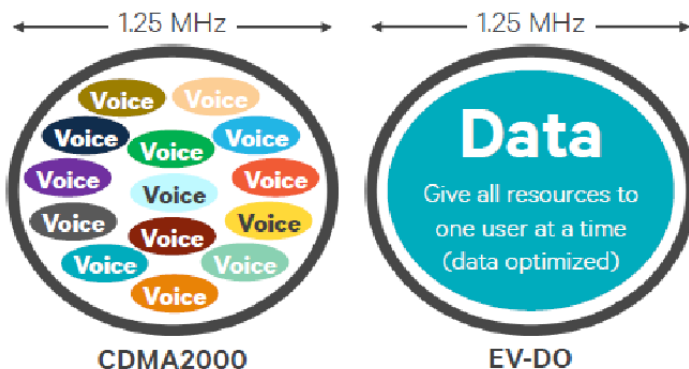 1.25 MHz
1.25 MHz
Voice
Voice
Voice
Voice
Voice
Voice
Voice
Voice
Voice
Voice
Voice
Voice
Voice
Voice
Data
Give all resources to
one user at a time
(data optimized)
CDMA2000
EV-DO